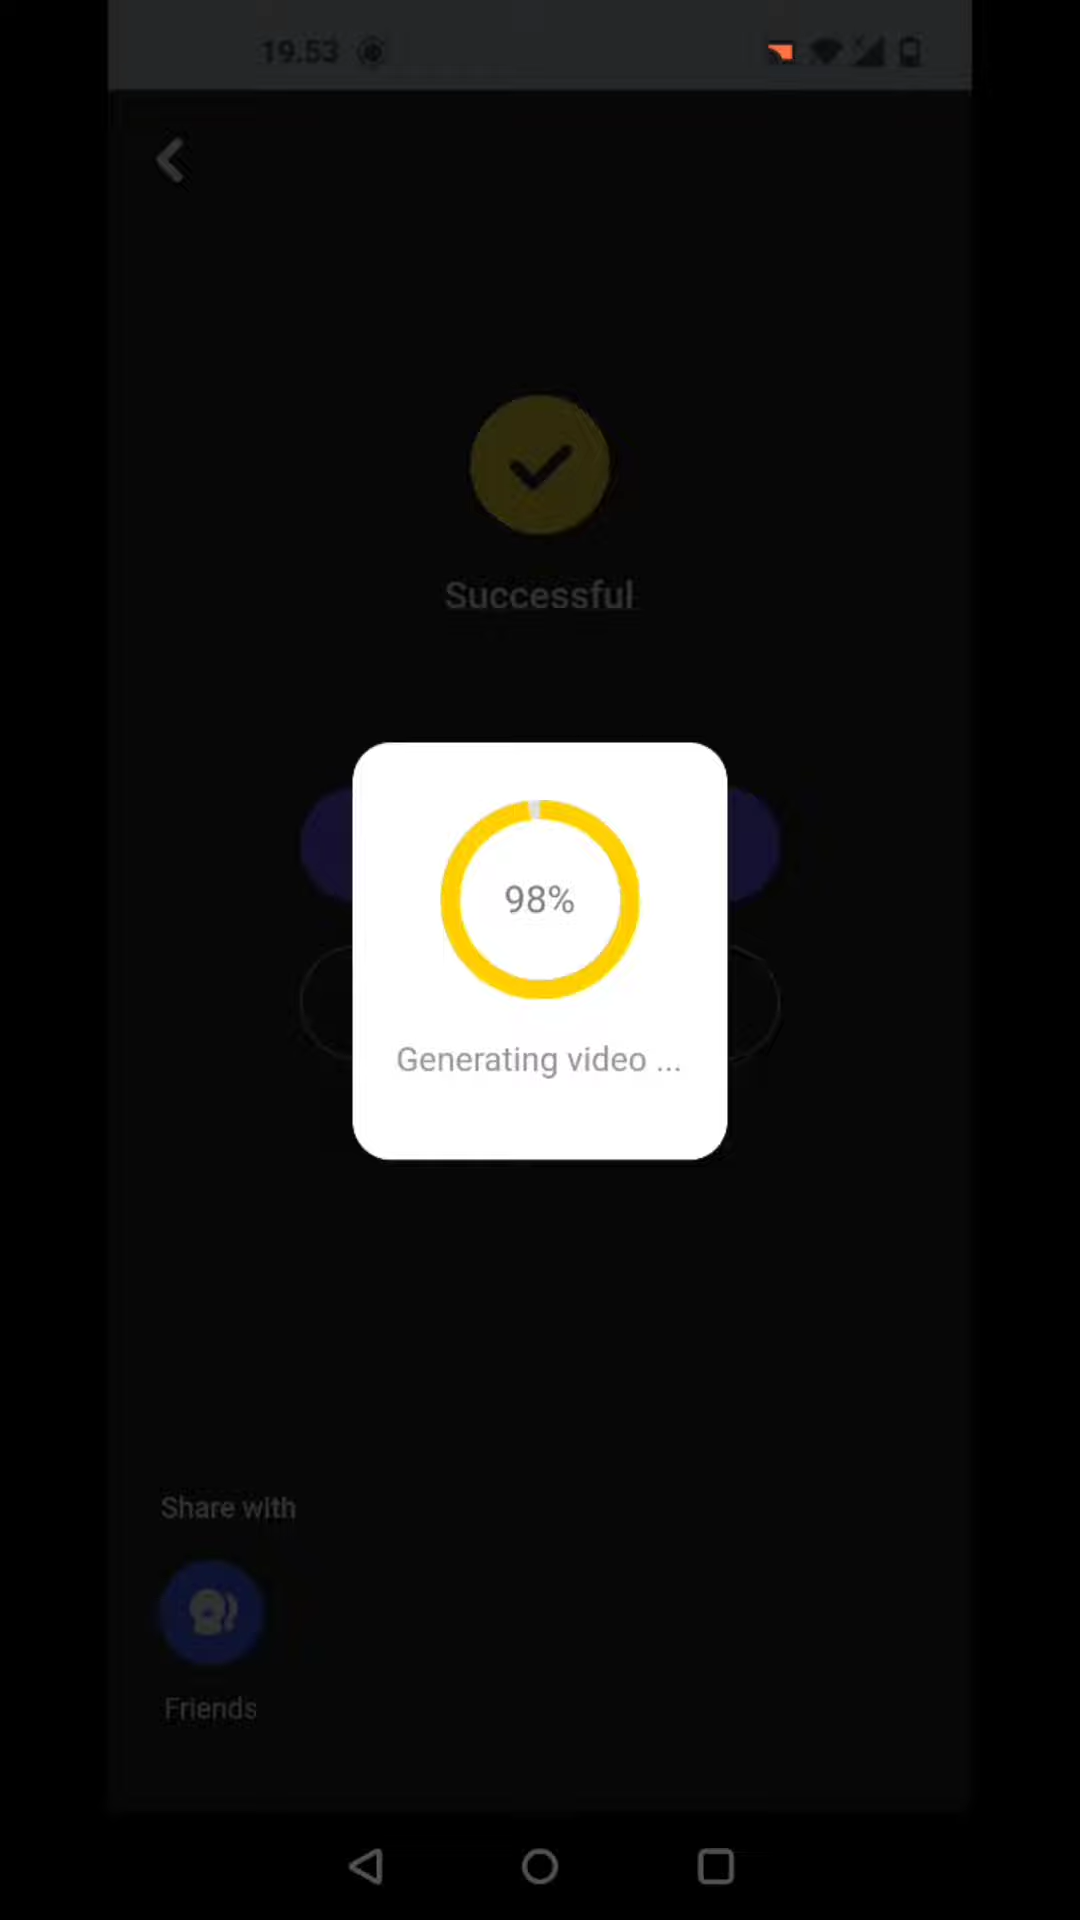 19.53
Successful
98%
Generating video ...
Share with
Friends